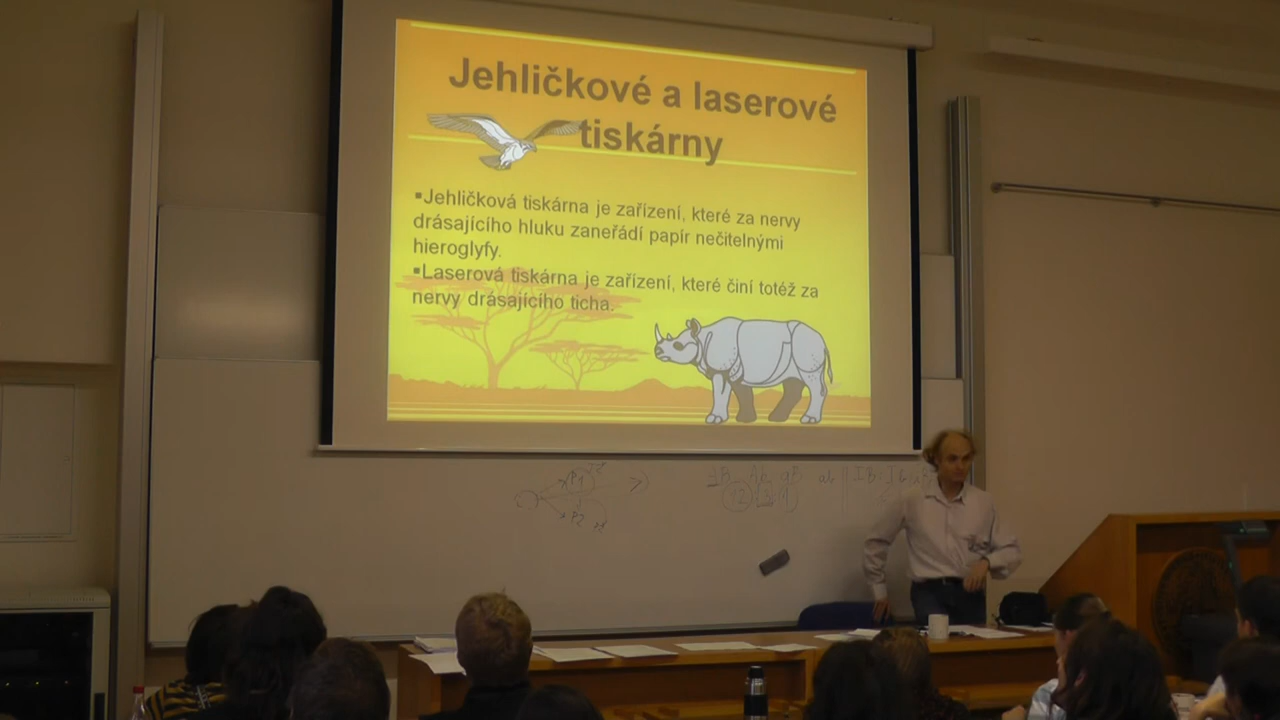 Jehličkové a laserové
tiskárny
▪Jehličková tiskárna je zařízení, které za nervy
drásajícího hluku zaneřádí papír nečitelnými
hieroglyfy.
▪Laserová tiskárna je zařízení, které činí totéž za
nervy drásajícího ticha.